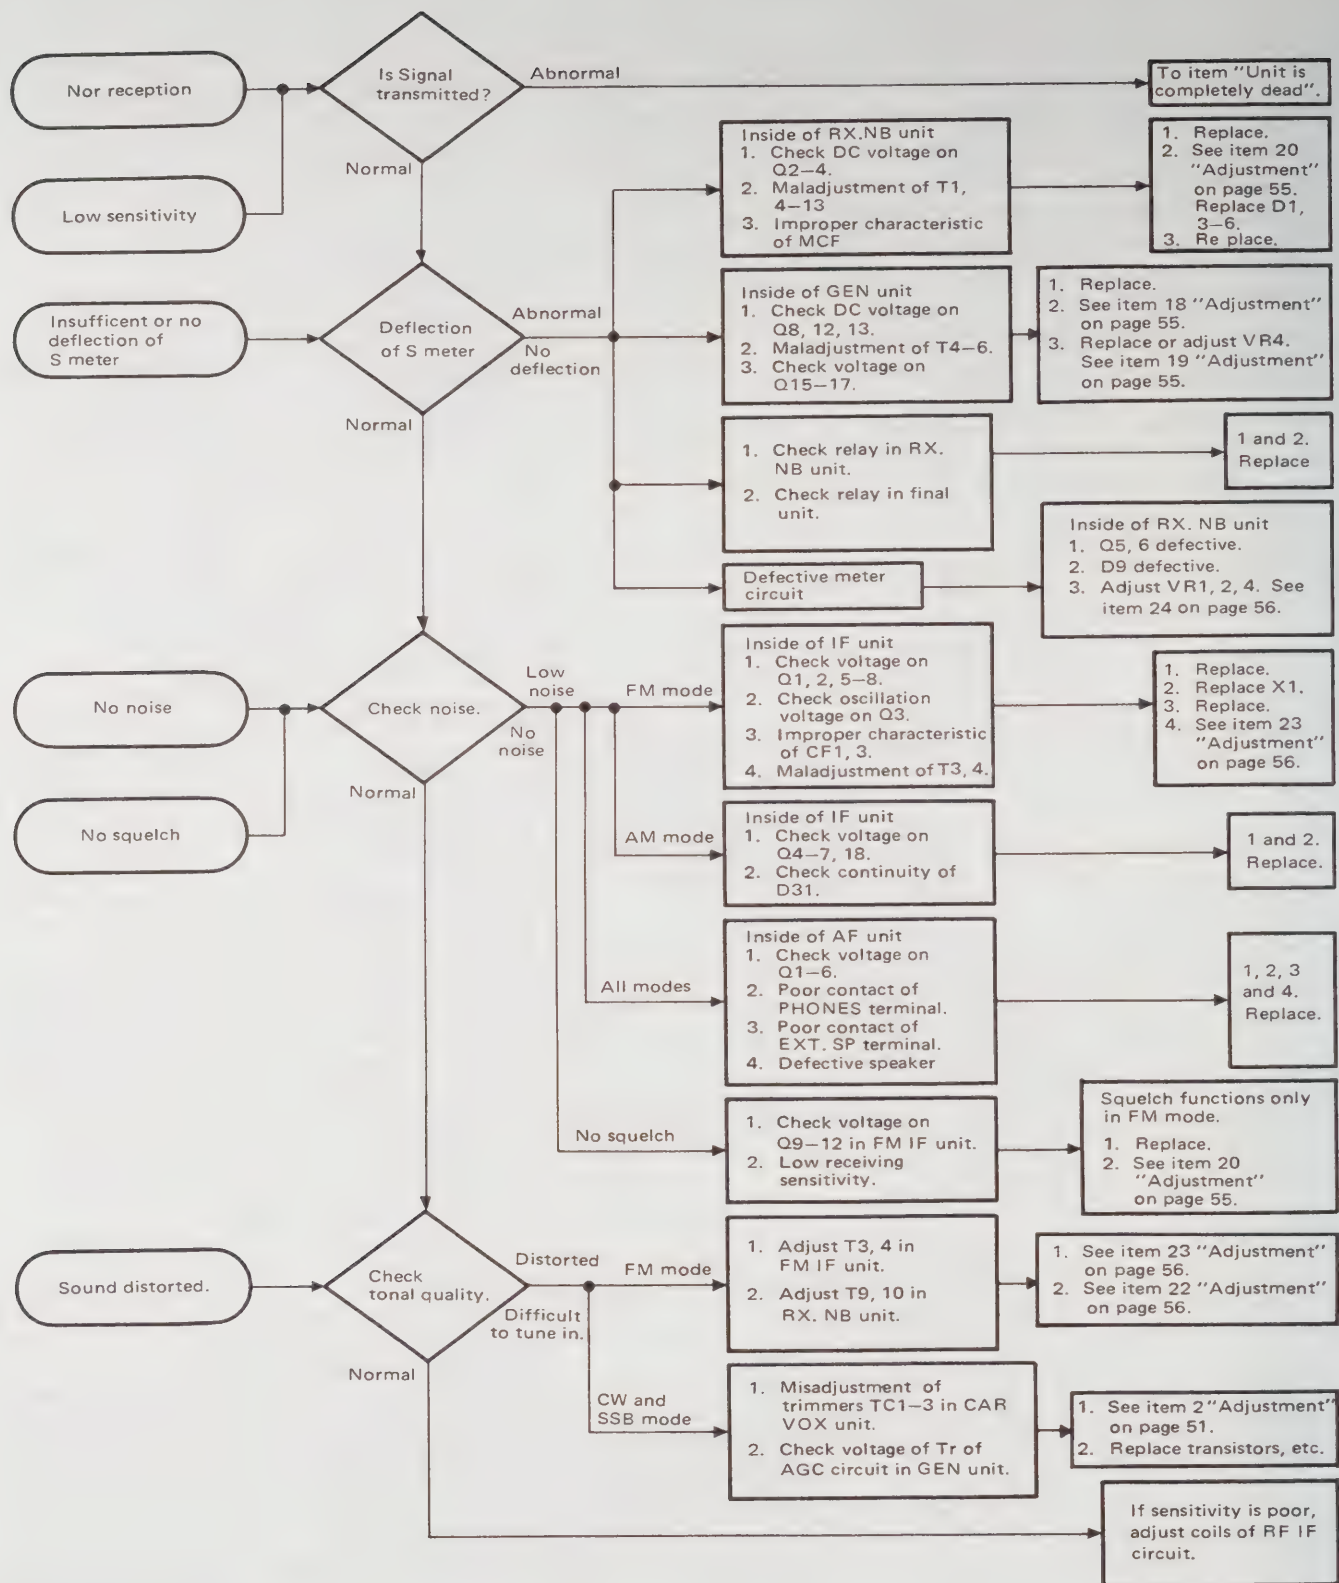 Nor reception
Is Signal
transmitted?
Abnormal
To item "Unit is
completely dead".
Low sensitivity
Normal
Inside of RX.NB unit
1. Check DC voltage on
Q2–4.
2. Maladjustment of T1,
4–13
3. Improper characteristic
of MCF
1. Replace.
2. See item 20
"Adjustment"
on page 55.
Replace D1,
3–6.
3. Re place.
Insufficent or no
deflection of
S meter
Deflection
of S meter
Abnormal
No
deflection
Normal
Inside of GEN unit
1. Check DC voltage on
Q8, 12, 13.
2. Maladjustment of T4–6.
3. Check voltage on
Q15–17.
1. Replace.
2. See item 18 "Adjustment"
on page 55.
3. Replace or adjust VR4.
See item 19 "Adjustment"
on page 55.
1. Check relay in RX.
NB unit.
2. Check relay in final
unit.
1 and 2.
Replace
Defective meter
circuit
Inside of RX. NB unit
1. Q5, 6 defective.
2. D9 defective.
3. Adjust VR1, 2, 4. See
item 24 on page 56.
No noise
No squelch
Check noise.
Low
noise
No
noise
Normal
FM mode
Inside of IF unit
1. Check voltage on
Q1, 2, 5–8.
2. Check oscillation
voltage on Q3.
3. Improper characteristic
of CF1, 3.
4. Maladjustment of T3, 4.
1. Replace.
2. Replace X1.
3. Replace.
4. See item 23
"Adjustment"
on page 56.
AM mode
Inside of IF unit
1. Check voltage on
Q4–7, 18.
2. Check continuity of
D31.
1 and 2.
Replace.
All modes
Inside of AF unit
1. Check voltage on
Q1–6.
2. Poor contact of
PHONES terminal.
3. Poor contact of
EXT. SP terminal.
4. Defective speaker
1, 2, 3
and 4.
Replace.
No squelch
1. Check voltage on
Q9–12 in FM IF unit.
2. Low receiving
sensitivity.
Squelch functions only
in FM mode.
1. Replace.
2. See item 20
"Adjustment"
on page 55.
Sound distorted.
Check
tonal quality.
Distorted
Difficult
to tune in.
Normal
FM mode
1. Adjust T3, 4 in
FM IF unit.
2. Adjust T9, 10 in
RX. NB unit.
1. See item 23 "Adjustment"
on page 56.
2. See item 22 "Adjustment"
on page 56.
CW and
SSB mode
1. Misadjustment of
trimmers TC1–3 in CAR
VOX unit.
2. Check voltage of Tr of
AGC circuit in GEN unit.
1. See item 2 "Adjustment"
on page 51.
2. Replace transistors, etc.
If sensitivity is poor,
adjust coils of RF IF
circuit.